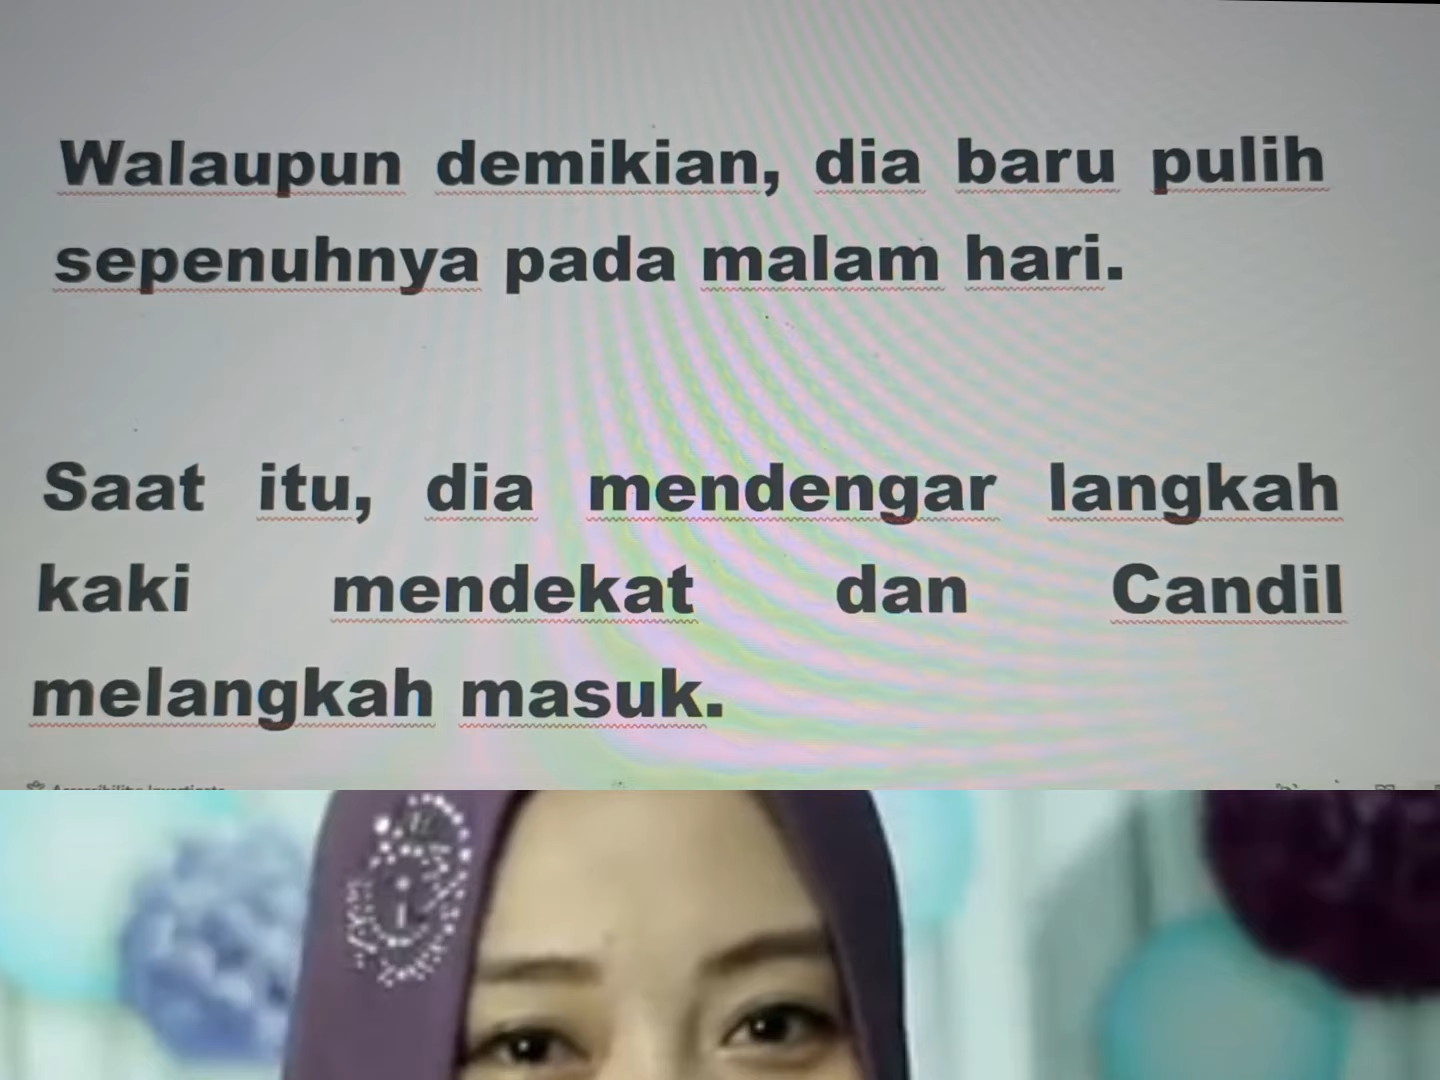 Walaupun demikian, dia baru pulih
sepenuhnya pada malam hari.
Saat itu, dia mendengar langkah
kaki mendekat dan Candil
melangkah masuk.